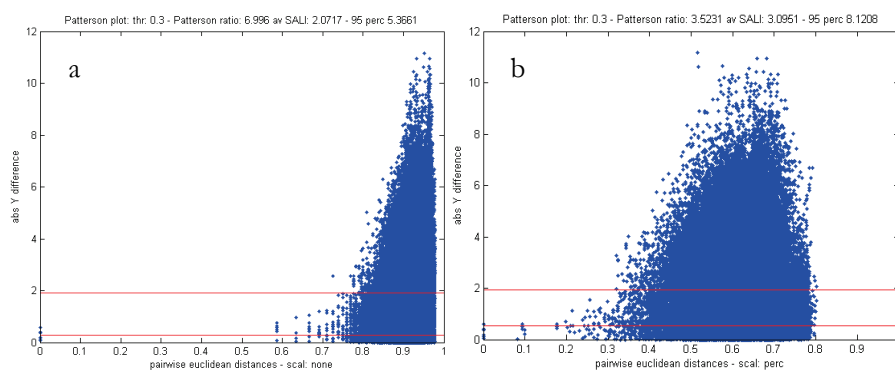 Patterson plot: thr: 0.3 - Patterson ratio: 6.996 av SALI: 2.0717 - 95 perc 5.3661
a
abs Y difference
12
10
8
6
4
2
0
0 0.1 0.2 0.3 0.4 0.5 0.6 0.7 0.8 0.9 1
pairwise euclidean distances - scal: none
Patterson plot: thr: 0.3 - Patterson ratio: 3.5231 av SALI: 3.0951 - 95 perc 8.1208
b
abs Y difference
12
10
8
6
4
2
0
0 0.1 0.2 0.3 0.4 0.5 0.6 0.7 0.8 0.9
pairwise euclidean distances - scal: perc